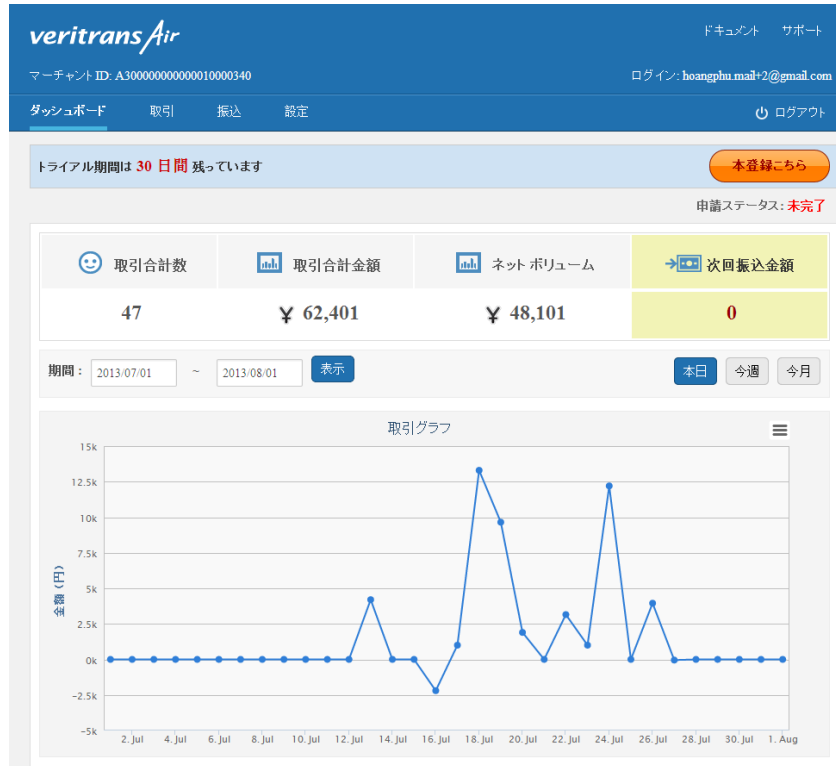 veritrans Air
ドキュメント サポート
マーチャント ID: A30000000000010000340 ログイン: hoangphu.mail+2@gmail.com
ダッシュボード 取引 振込 設定 ログアウト
トライアル期間は 30 日間 残っています 本登録こちら
申請ステータス: 未完了
取引合計数 取引合計金額 ネット ボリューム 次回振込金額
47 ¥ 62,401 ¥ 48,101 0
期間 : 2013/07/01 ~ 2013/08/01 表示 本日 今週 今月
取引グラフ
15k
12.5k
10k
7.5k
5k
2.5k
0k
-2.5k
-5k
金額 (円)
2. Jul 4. Jul 6. Jul 8. Jul 10. Jul 12. Jul 14. Jul 16. Jul 18. Jul 20. Jul 22. Jul 24. Jul 26. Jul 28. Jul 30. Jul 1. Aug